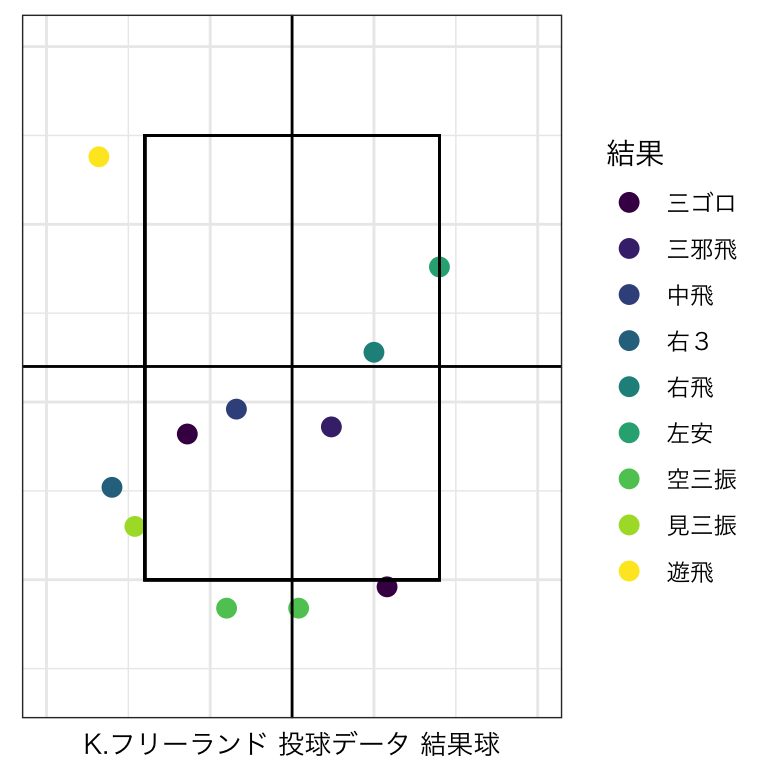 結果
三ゴロ
三邪飛
中飛
右３
右飛
左安
空三振
見三振
遊飛
K.フリーランド 投球データ 結果球